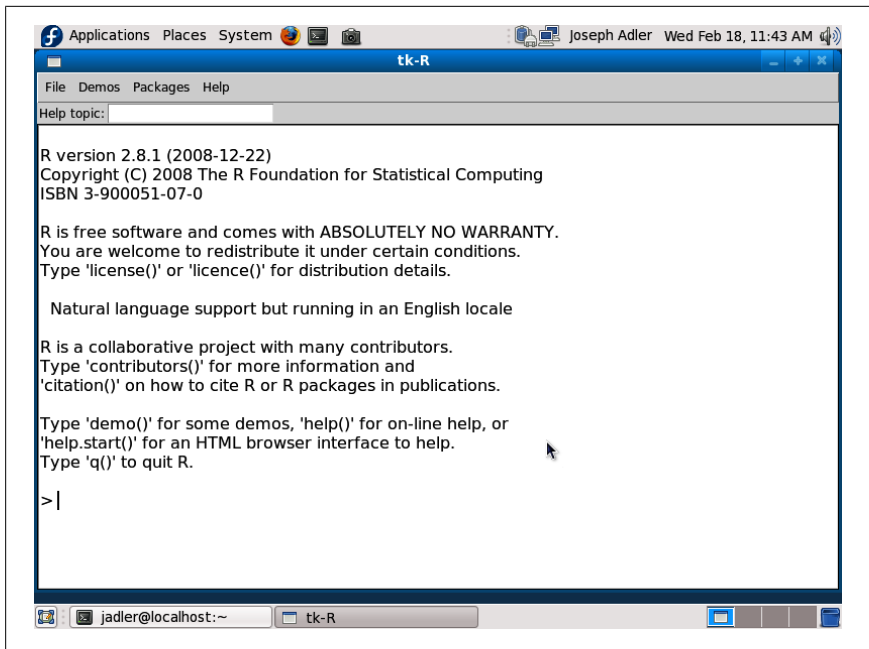 Applications Places System Joseph Adler Wed Feb 18, 11:43 AM
tk-R
File Demos Packages Help
Help topic:
R version 2.8.1 (2008-12-22)
Copyright (C) 2008 The R Foundation for Statistical Computing
ISBN 3-900051-07-0
R is free software and comes with ABSOLUTELY NO WARRANTY.
You are welcome to redistribute it under certain conditions.
Type 'license()' or 'licence()' for distribution details.
Natural language support but running in an English locale
R is a collaborative project with many contributors.
Type 'contributors()' for more information and
'citation()' on how to cite R or R packages in publications.
Type 'demo()' for some demos, 'help()' for on-line help, or
'help.start()' for an HTML browser interface to help.
Type 'q()' to quit R.
>
jadler@localhost:~ tk-R